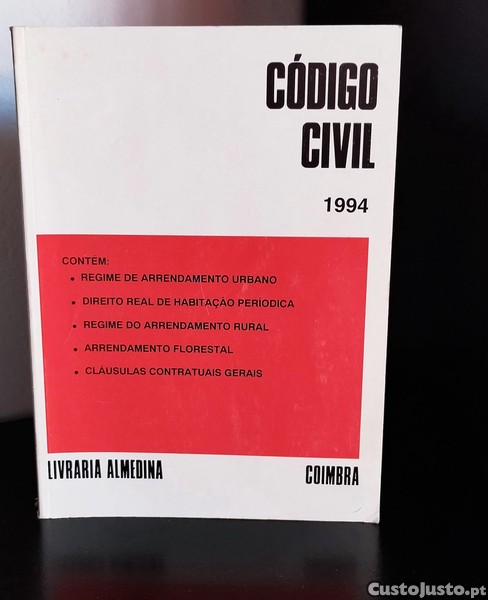 CÓDIGO
CIVIL
1994
CONTÉM:
• REGIME DE ARRENDAMENTO URBANO
• DIREITO REAL DE HABITAÇÃO PERÍODICA
• REGIME DO ARRENDAMENTO RURAL
• ARRENDAMENTO FLORESTAL
• CLÁUSULAS CONTRATUAIS GERAIS
LIVRARIA ALMEDINA COIMBRA
CustoJusto.pt